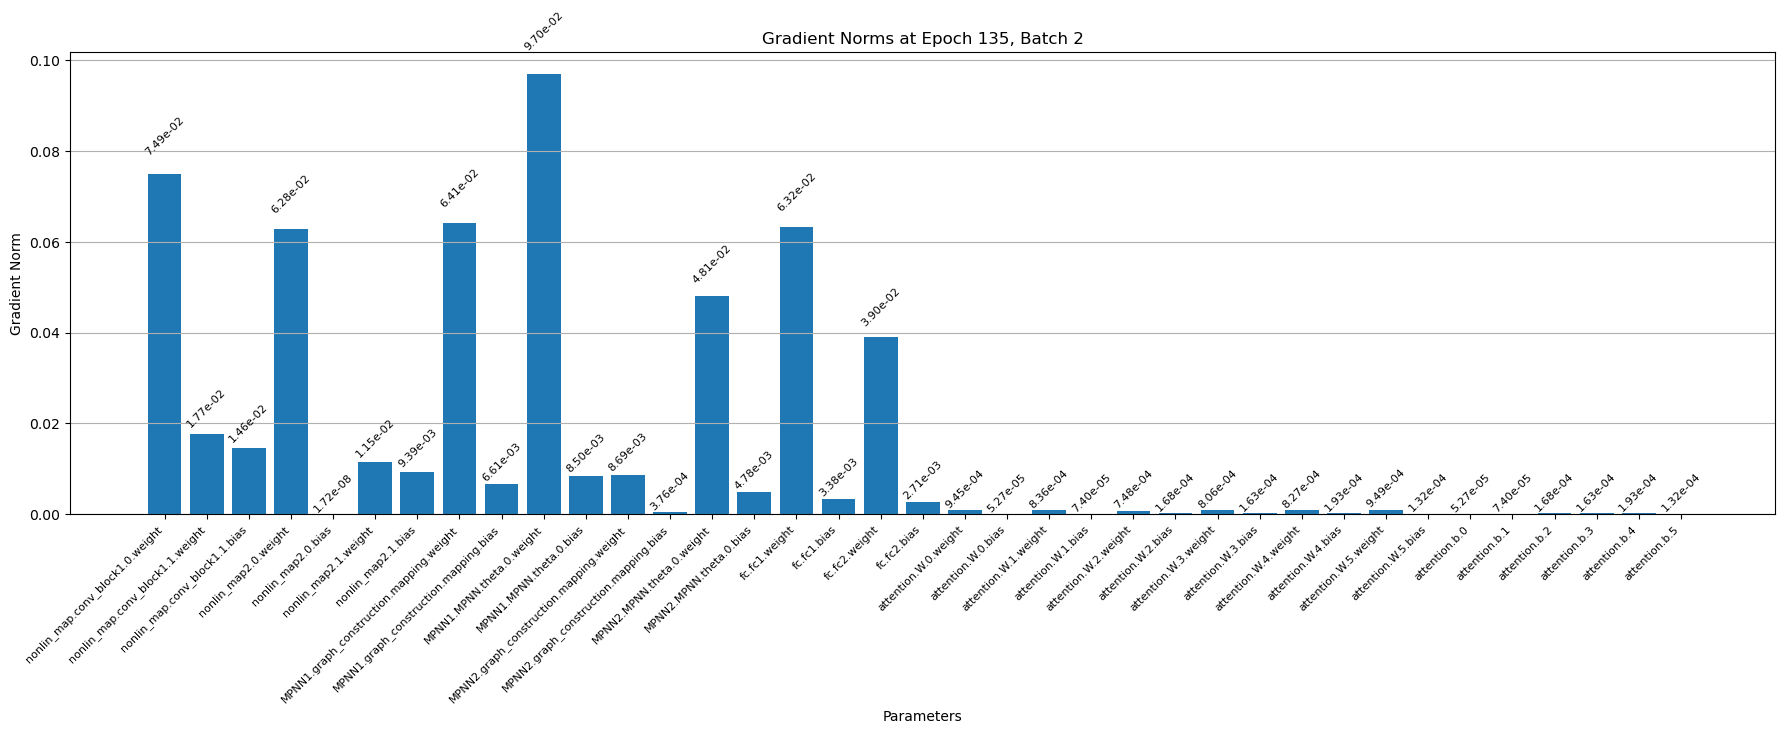 Gradient Norms at Epoch 135, Batch 2
Gradient Norm
0.10
0.08
0.06
0.04
0.02
0.00
7.49e-02
1.77e-02
1.46e-02
6.28e-02
1.72e-08
1.15e-02
9.39e-03
6.41e-02
6.61e-03
9.70e-02
8.50e-03
8.69e-03
3.76e-04
4.81e-02
4.78e-03
6.32e-02
3.38e-03
3.90e-02
2.71e-03
9.45e-04
5.27e-05
8.36e-04
7.40e-05
7.48e-04
1.68e-04
8.06e-04
1.63e-04
8.27e-04
1.93e-04
9.49e-04
1.32e-04
5.27e-05
7.40e-05
1.68e-04
1.63e-04
1.93e-04
1.32e-04
nonlin_map.conv_block1.0.weight
nonlin_map.conv_block1.1.weight
nonlin_map.conv_block1.1.bias
nonlin_map2.0.weight
nonlin_map2.0.bias
nonlin_map2.1.weight
nonlin_map2.1.bias
MPNN1.graph_construction.mapping.weight
MPNN1.graph_construction.mapping.bias
MPNN1.MPNN.theta.0.weight
MPNN1.MPNN.theta.0.bias
MPNN2.graph_construction.mapping.weight
MPNN2.graph_construction.mapping.bias
MPNN2.MPNN.theta.0.weight
MPNN2.MPNN.theta.0.bias
fc.fc1.weight
fc.fc1.bias
fc.fc2.weight
fc.fc2.bias
attention.W.0.weight
attention.W.0.bias
attention.W.1.weight
attention.W.1.bias
attention.W.2.weight
attention.W.2.bias
attention.W.3.weight
attention.W.3.bias
attention.W.4.weight
attention.W.4.bias
attention.W.5.weight
attention.W.5.bias
attention.b.0
attention.b.1
attention.b.2
attention.b.3
attention.b.4
attention.b.5
Parameters